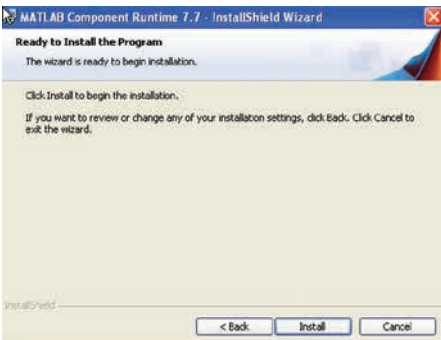 MATLAB Component Runtime 7.7 - InstallShield Wizard
Ready to Install the Program
The wizard is ready to begin installation.
Click Install to begin the installation.
If you want to review or change any of your installation settings, click Back. Click Cancel to
exit the wizard.
InstallShield
< Back
Install
Cancel